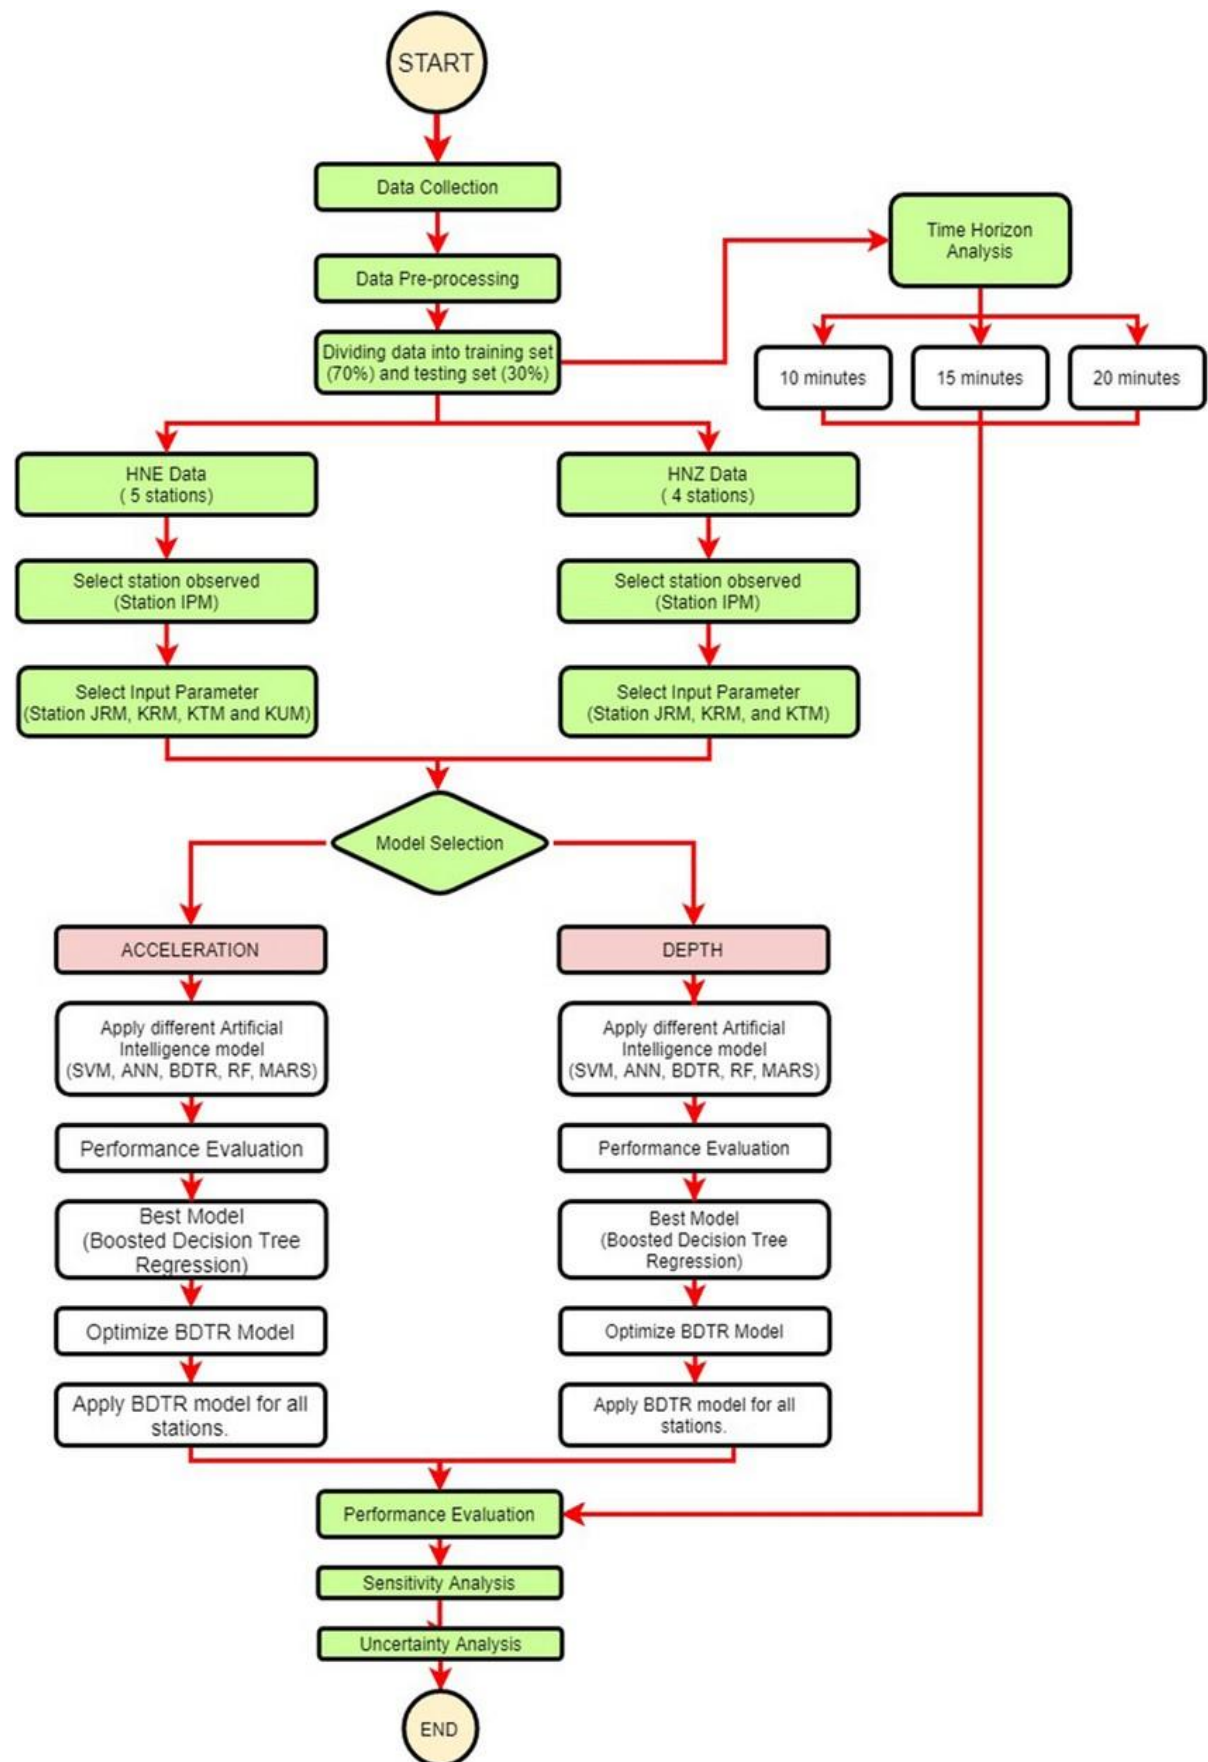 START
Data Collection
Data Pre-processing
Dividing data into training set
(70%) and testing set (30%)
Time Horizon
Analysis
10 minutes
15 minutes
20 minutes
HNE Data
( 5 stations)
HNZ Data
( 4 stations)
Select station observed
(Station IPM)
Select station observed
(Station IPM)
Select Input Parameter
(Station JRM, KRM, KTM and KUM)
Select Input Parameter
(Station JRM, KRM, and KTM)
Model Selection
ACCELERATION
DEPTH
Apply different Artificial
Intelligence model
(SVM, ANN, BDTR, RF, MARS)
Apply different Artificial
Intelligence model
(SVM, ANN, BDTR, RF, MARS)
Performance Evaluation
Performance Evaluation
Best Model
(Boosted Decision Tree
Regression)
Best Model
(Boosted Decision Tree
Regression)
Optimize BDTR Model
Optimize BDTR Model
Apply BDTR model for all
stations.
Apply BDTR model for all
stations.
Performance Evaluation
Sensitivity Analysis
Uncertainty Analysis
END